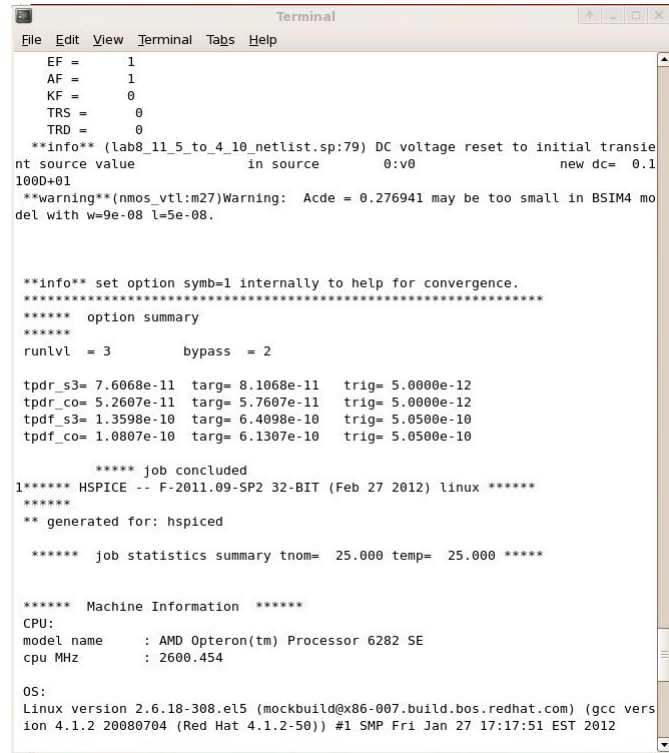 Terminal
File Edit View Terminal Tabs Help
EF = 1
AF = 1
KF = 0
TRS = 0
TRD = 0
**info** (lab8_11_5_to_4_10_netlist.sp:79) DC voltage reset to initial transie
nt source value in source 0:v0 new dc= 0.1
100D+01
**warning**(nmos_vtl:m27)Warning: Acde = 0.276941 may be too small in BSIM4 mo
del with w=9e-08 l=5e-08.
**info** set option symb=1 internally to help for convergence.
*****************************************************************
****** option summary
******
runlvl = 3 bypass = 2
tpdr_s3= 7.6068e-11 targ= 8.1068e-11 trig= 5.0000e-12
tpdr_co= 5.2607e-11 targ= 5.7607e-11 trig= 5.0000e-12
tpdf_s3= 1.3598e-10 targ= 6.4098e-10 trig= 5.0500e-10
tpdf_co= 1.0807e-10 targ= 6.1307e-10 trig= 5.0500e-10
***** job concluded
1****** HSPICE -- F-2011.09-SP2 32-BIT (Feb 27 2012) linux ******
******
** generated for: hspiced
****** job statistics summary tnom= 25.000 temp= 25.000 *****
****** Machine Information ******
CPU:
model name : AMD Opteron(tm) Processor 6282 SE
cpu MHz : 2600.454
OS:
Linux version 2.6.18-308.el5 (mockbuild@x86-007.build.bos.redhat.com) (gcc vers
ion 4.1.2 20080704 (Red Hat 4.1.2-50)) #1 SMP Fri Jan 27 17:17:51 EST 2012